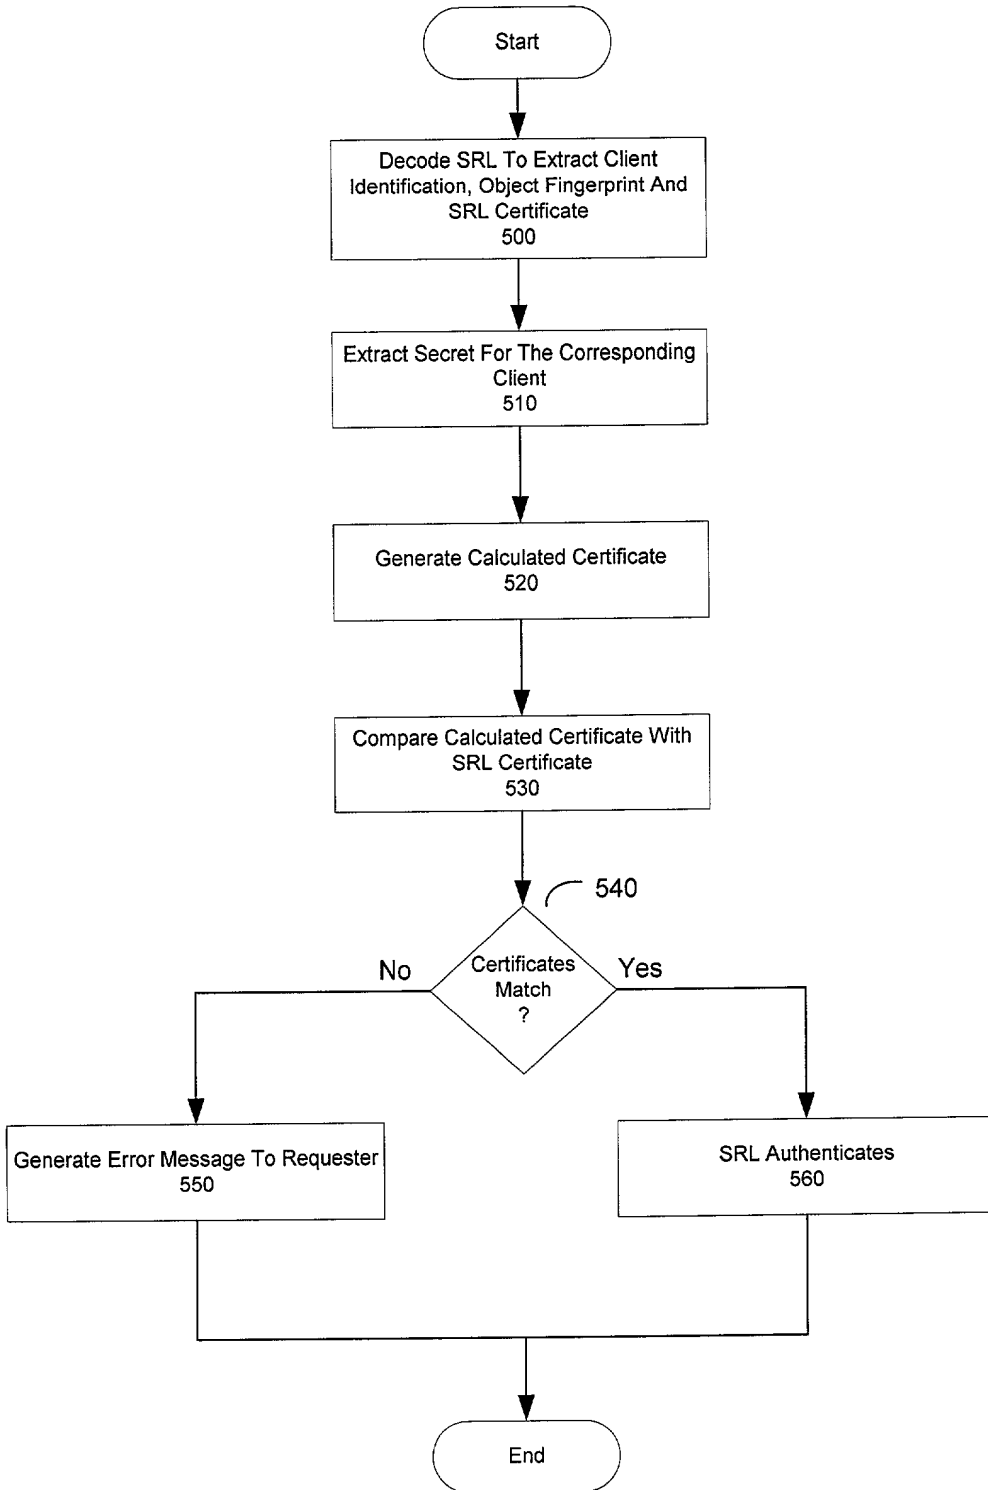 Start
Decode SRL To Extract Client
Identification, Object Fingerprint And
SRL Certificate
500
Extract Secret For The Corresponding
Client
510
Generate Calculated Certificate
520
Compare Calculated Certificate With
SRL Certificate
530
540
Certificates
Match
?
No
Yes
Generate Error Message To Requester
550
SRL Authenticates
560
End